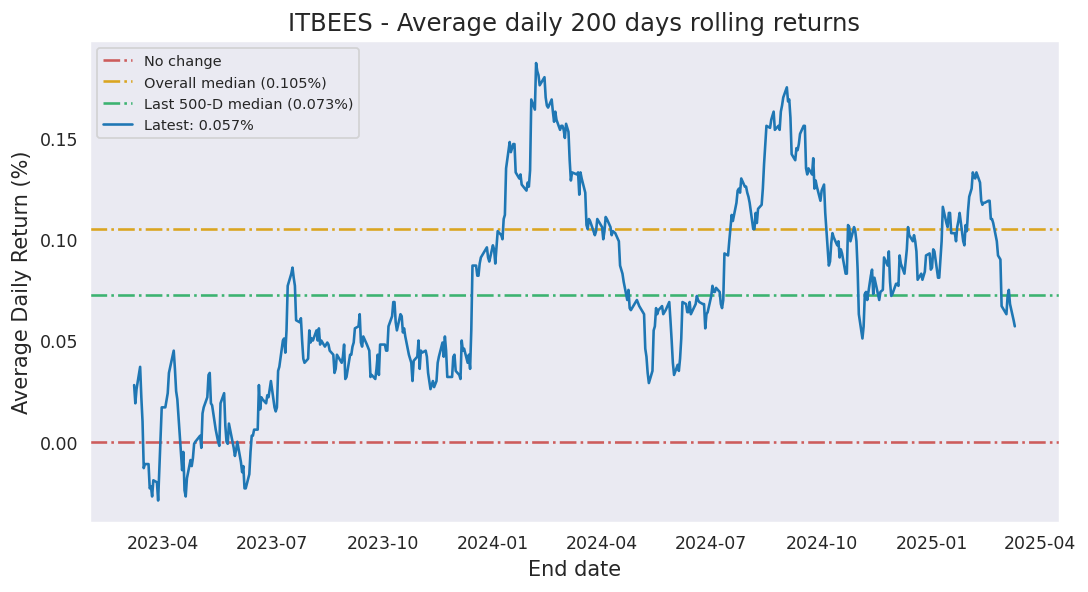 ITBEES - Average daily 200 days rolling returns
No change
Overall median (0.105%)
Last 500-D median (0.073%)
Latest: 0.057%
Average Daily Return (%)
0.15
0.10
0.05
0.00
2023-04 2023-07 2023-10 2024-01 2024-04 2024-07 2024-10 2025-01 2025-04
End date